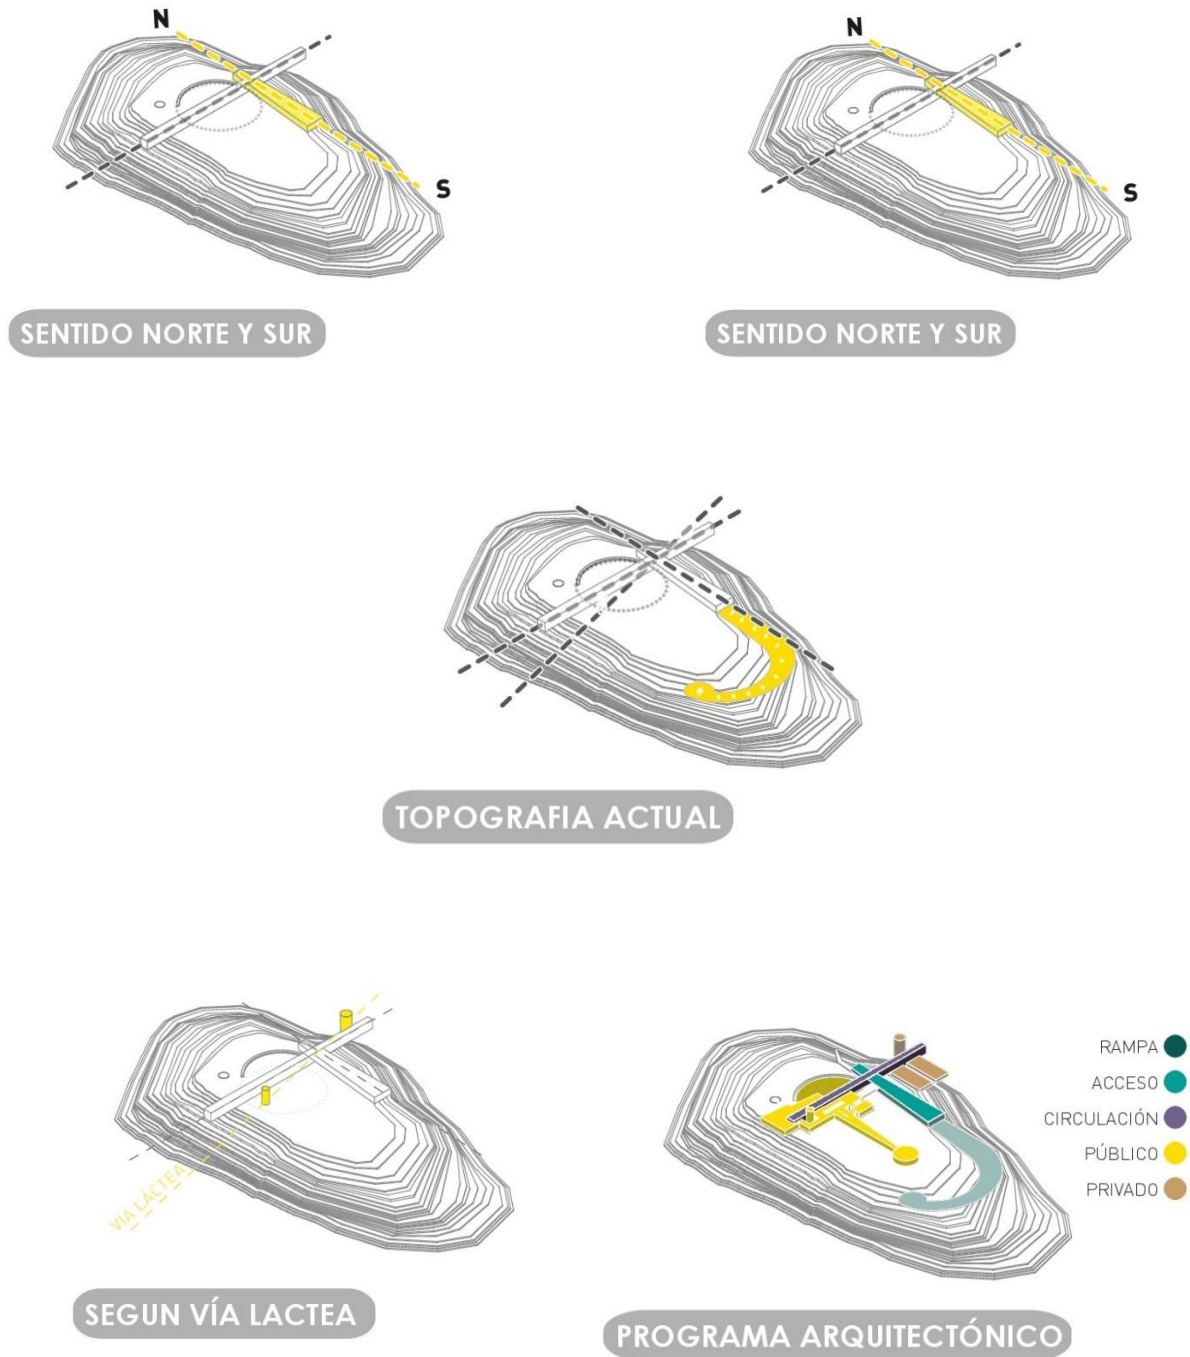 N
S
SENTIDO NORTE Y SUR
N
S
SENTIDO NORTE Y SUR
TOPOGRAFIA ACTUAL
VIA LACTEA
SEGUN VÍA LACTEA
RAMPA
ACCESO
CIRCULACIÓN
PÚBLICO
PRIVADO
PROGRAMA ARQUITECTÓNICO